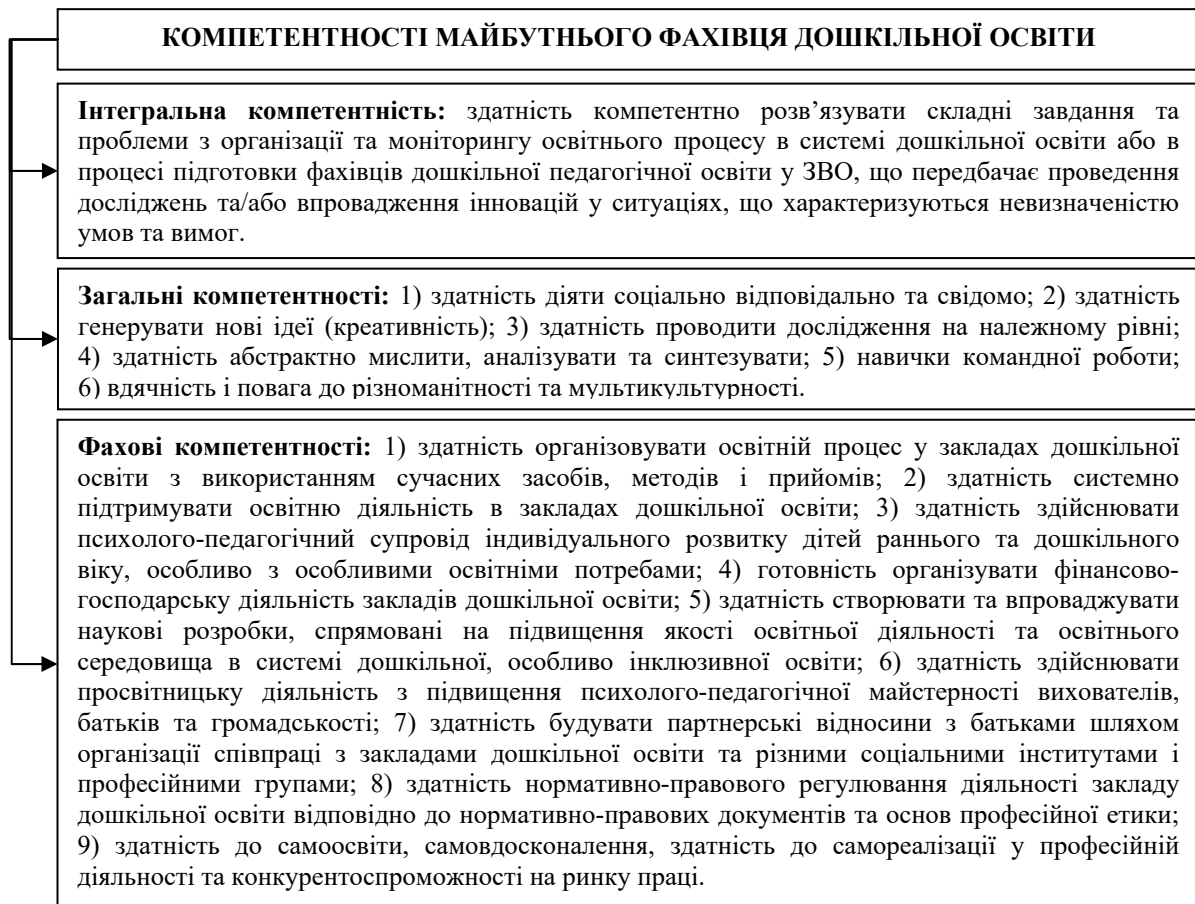 КОМПЕТЕНТНОСТІ МАЙБУТНЬОГО ФАХІВЦЯ ДОШКІЛЬНОЇ ОСВІТИ
Інтегральна компетентність: здатність компетентно розв’язувати складні завдання та
проблеми з організації та моніторингу освітнього процесу в системі дошкільної освіти або в
процесі підготовки фахівців дошкільної педагогічної освіти у ЗВО, що передбачає проведення
досліджень та/або впровадження інновацій у ситуаціях, що характеризуються невизначеністю
умов та вимог.
Загальні компетентності: 1) здатність діяти соціально відповідально та свідомо; 2) здатність
генерувати нові ідеї (креативність); 3) здатність проводити дослідження на належному рівні;
4) здатність абстрактно мислити, аналізувати та синтезувати; 5) навички командної роботи;
6) вдячність і повага до різноманітності та мультикультурності.
Фахові компетентності: 1) здатність організовувати освітній процес у закладах дошкільної
освіти з використанням сучасних засобів, методів і прийомів; 2) здатність системно
підтримувати освітню діяльність в закладах дошкільної освіти; 3) здатність здійснювати
психолого-педагогічний супровід індивідуального розвитку дітей раннього та дошкільного
віку, особливо з особливими освітніми потребами; 4) готовність організувати фінансово-
господарську діяльність закладів дошкільної освіти; 5) здатність створювати та впроваджувати
наукові розробки, спрямовані на підвищення якості освітньої діяльності та освітнього
середовища в системі дошкільної, особливо інклюзивної освіти; 6) здатність здійснювати
просвітницьку діяльність з підвищення психолого-педагогічної майстерності вихователів,
батьків та громадськості; 7) здатність будувати партнерські відносини з батьками шляхом
організації співпраці з закладами дошкільної освіти та різними соціальними інститутами і
професійними групами; 8) здатність нормативно-правового регулювання діяльності закладу
дошкільної освіти відповідно до нормативно-правових документів та основ професійної етики;
9) здатність до самоосвіти, самовдосконалення, здатність до самореалізації у професійній
діяльності та конкурентоспроможності на ринку праці.